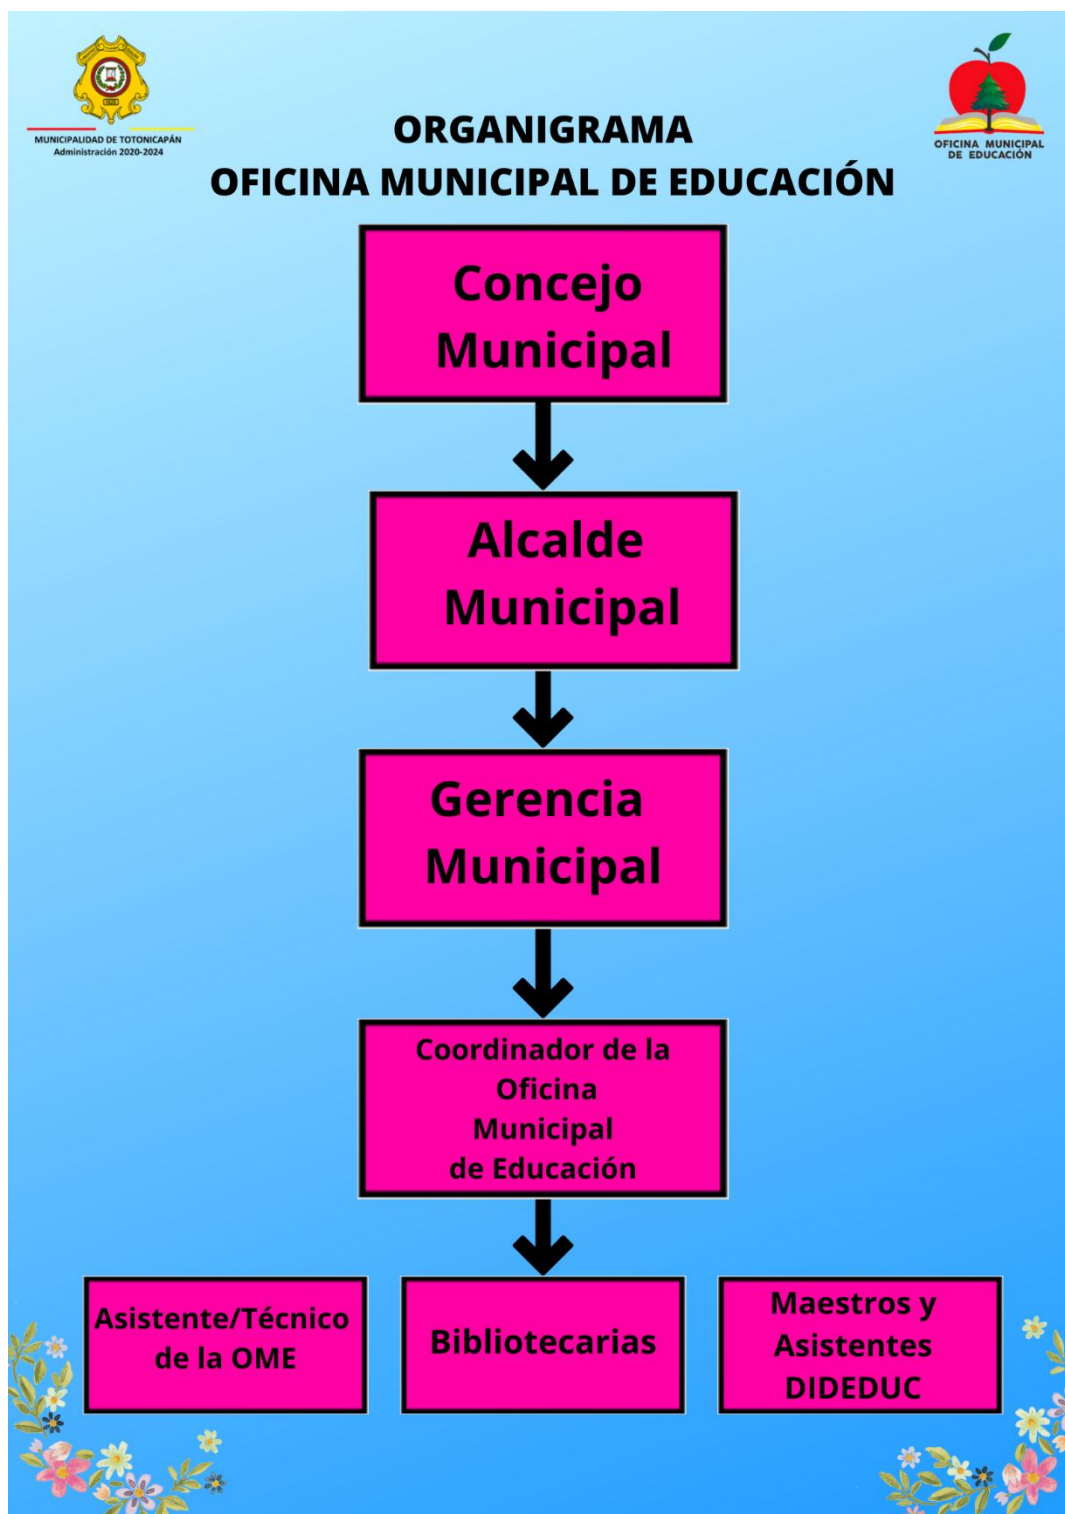 MUNICIPALIDAD DE TOTONICAPÁN
Administración 2020-2024
OFICINA MUNICIPAL
DE EDUCACIÓN
ORGANIGRAMA
OFICINA MUNICIPAL DE EDUCACIÓN
Concejo
Municipal
Alcalde
Municipal
Gerencia
Municipal
Coordinador de la
Oficina
Municipal
de Educación
Asistente/Técnico
de la OME
Bibliotecarias
Maestros y
Asistentes
DIDEDUC